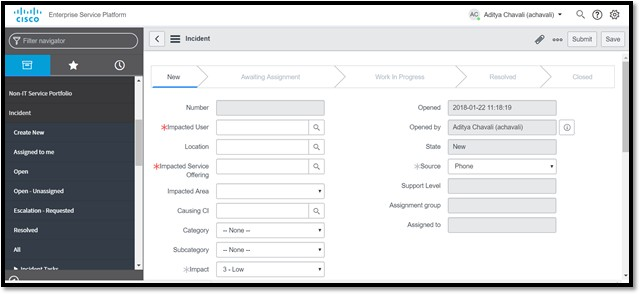 CISCO
Enterprise Service Platform
AC
Aditya Chavali (achavali)
Filter navigator
Non-IT Service Portfolio
Incident
Create New
Assigned to me
Open
Open - Unassigned
Escalation - Requested
Resolved
All
Incident Tasks
Incident
Submit
Save
New
Awaiting Assignment
Work In Progress
Resolved
Closed
Number
Impacted User
Location
Impacted Service
Offering
Impacted Area
Causing CI
Category
-- None --
Subcategory
-- None --
Impact
3 - Low
Opened
2018-01-22 11:18:19
Opened by
Aditya Chavali (achavali)
State
New
Source
Phone
Support Level
Assignment group
Assigned to